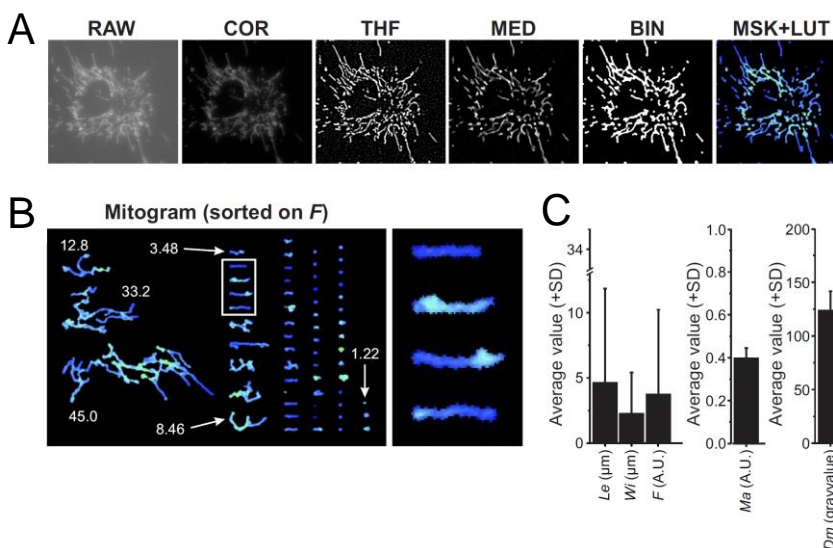 A
RAW COR THF MED BIN MSK+LUT
B
Mitogram (sorted on F)
12.8
33.2
45.0
3.48
8.46
1.22
C
Average value (+SD)
34
10
5
0
Le (µm)
Wi (µm)
F (A.U.)
Average value (+SD)
1.0
0.8
0.6
0.4
0.2
0.0
Ma (A.U.)
Average value (+SD)
200
150
100
50
0
Dm (grayvalue)